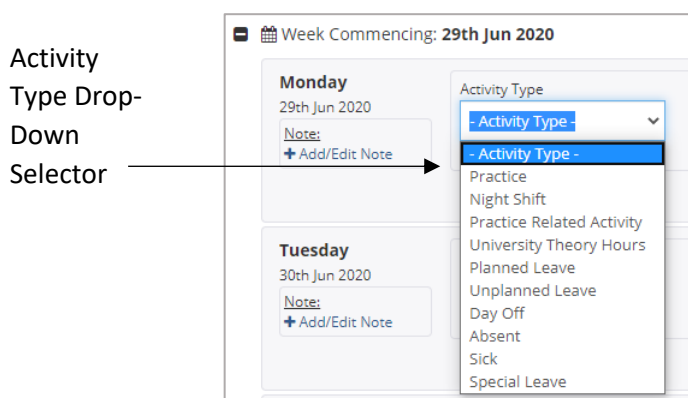 Activity
Type Drop-
Down
Selector
Week Commencing: 29th Jun 2020
Monday
29th Jun 2020
Note:
+ Add/Edit Note
Activity Type
- Activity Type -
- Activity Type -
Practice
Night Shift
Practice Related Activity
University Theory Hours
Planned Leave
Unplanned Leave
Day Off
Absent
Sick
Special Leave
Tuesday
30th Jun 2020
Note:
+ Add/Edit Note